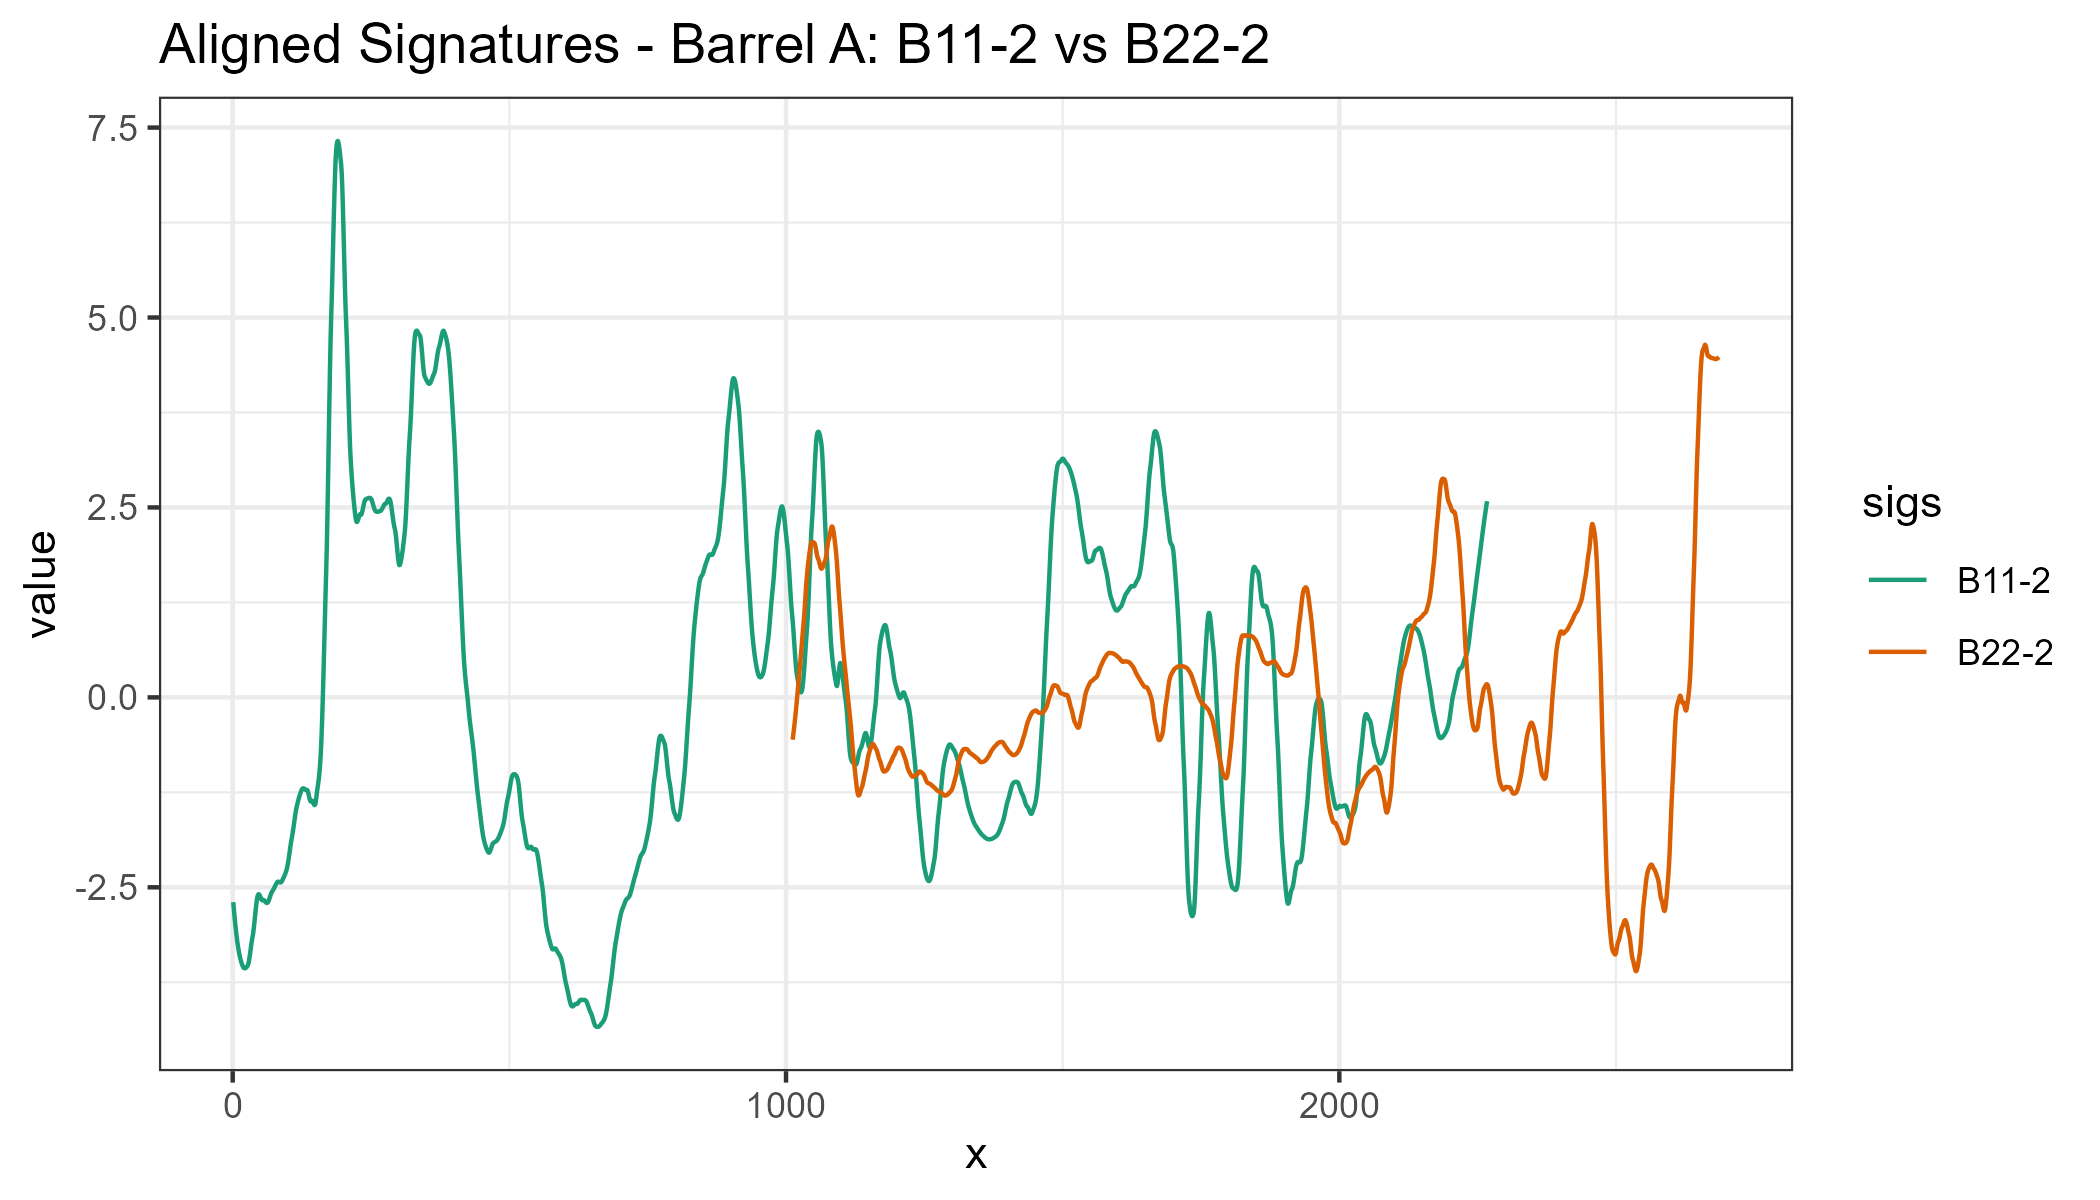 Aligned Signatures - Barrel A: B11-2 vs B22-2
7.5
5.0
2.5
0.0
-2.5
value
0 1000 2000
x
sigs
B11-2
B22-2